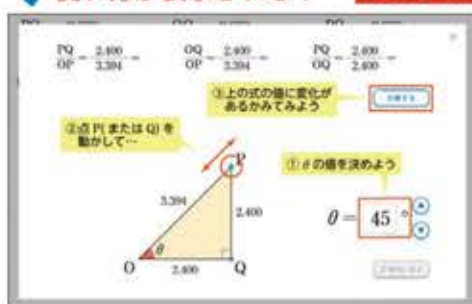 PQ/OP = 2.400/3.394 =
OQ/OP = 2.400/3.394 =
PQ/OQ = 2.400/2.400 =
③上の式の値に変化が
あるかみてみよう
②点 P(または Q) を
動かして…
①θの値を決めよう
P
3.394
2.400
θ = 45 °
θ
O
2.400
Q